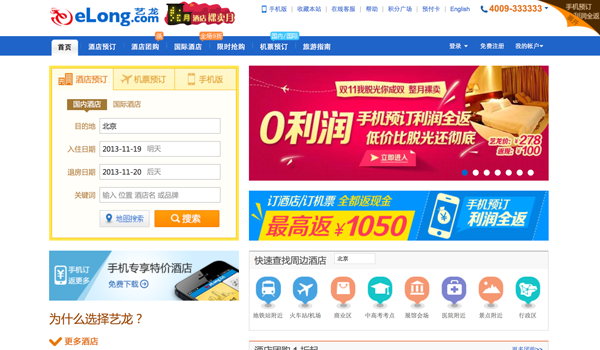 eLong.com 艺龙
酒店裸卖月
手机版 | 收藏本站 | 在线客服 | 帮助 | 积分广场 | 预付卡 | English
4009-333333
手机预订
利润全返
首页 酒店预订 酒店团购 国际酒店 限时抢购 机票预订 旅游指南
登录 免费注册 我的帐户
酒店预订 机票预订 手机版
国内酒店 国际酒店
目的地 北京
入住日期 2013-11-19 明天
退房日期 2013-11-20 后天
关键词 输入 位置 酒店名 或品牌
地图搜索 搜索
双11我脱光你成双 整月裸卖
0利润 手机预订利润全返
低价比脱光还彻底
立即进入
艺龙价:¥278
返现:¥100
订酒店/订机票 全都返现金
最高返¥1050
手机预订
利润全返
手机订
返更多
手机专享特价酒店
免费下载
快速查找周边酒店 北京
地铁站附近 火车站/机场 商业区 中高考考点 展馆会场 医院附近 景点附近 行政区
为什么选择艺龙?
更多酒店
酒店团购 1 折起
更多团购>>